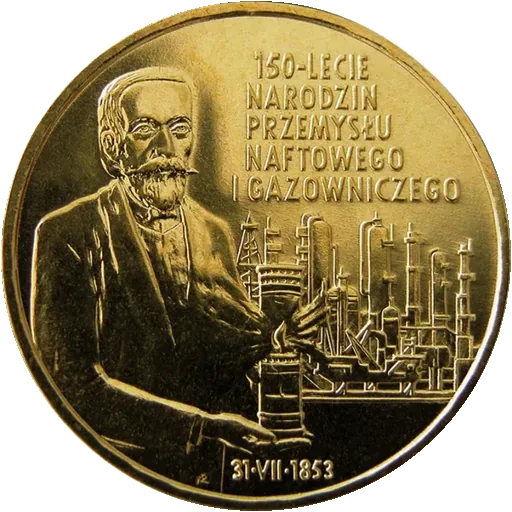 150-LECIE
NARODZIN
PRZEMYSŁU
NAFTOWEGO
I GAZOWNICZEGO
31·VII·1853